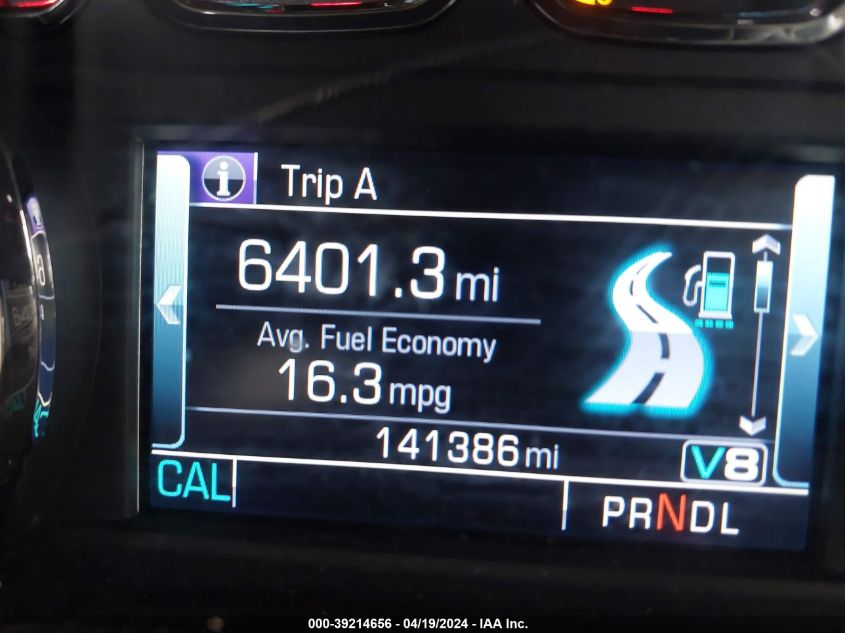 Trip A
6401.3 mi
Avg. Fuel Economy
16.3 mpg
141386 mi
V8
CAL
PRNDL
000-39214656 - 04/19/2024 - IAA Inc.